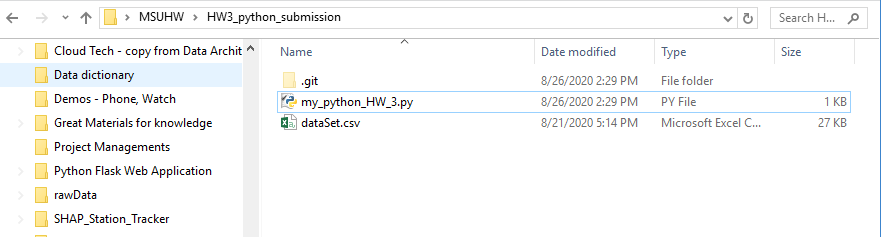 MSUHW > HW3_python_submission
Search H...
Cloud Tech - copy from Data Archit
Data dictionary
Demos - Phone, Watch
Great Materials for knowledge
Project Managements
Python Flask Web Application
rawData
SHAP_Station_Tracker
Name Date modified Type Size
.git 8/26/2020 2:29 PM File folder
my_python_HW_3.py 8/26/2020 2:29 PM PY File 1 KB
dataSet.csv 8/21/2020 5:14 PM Microsoft Excel C... 27 KB